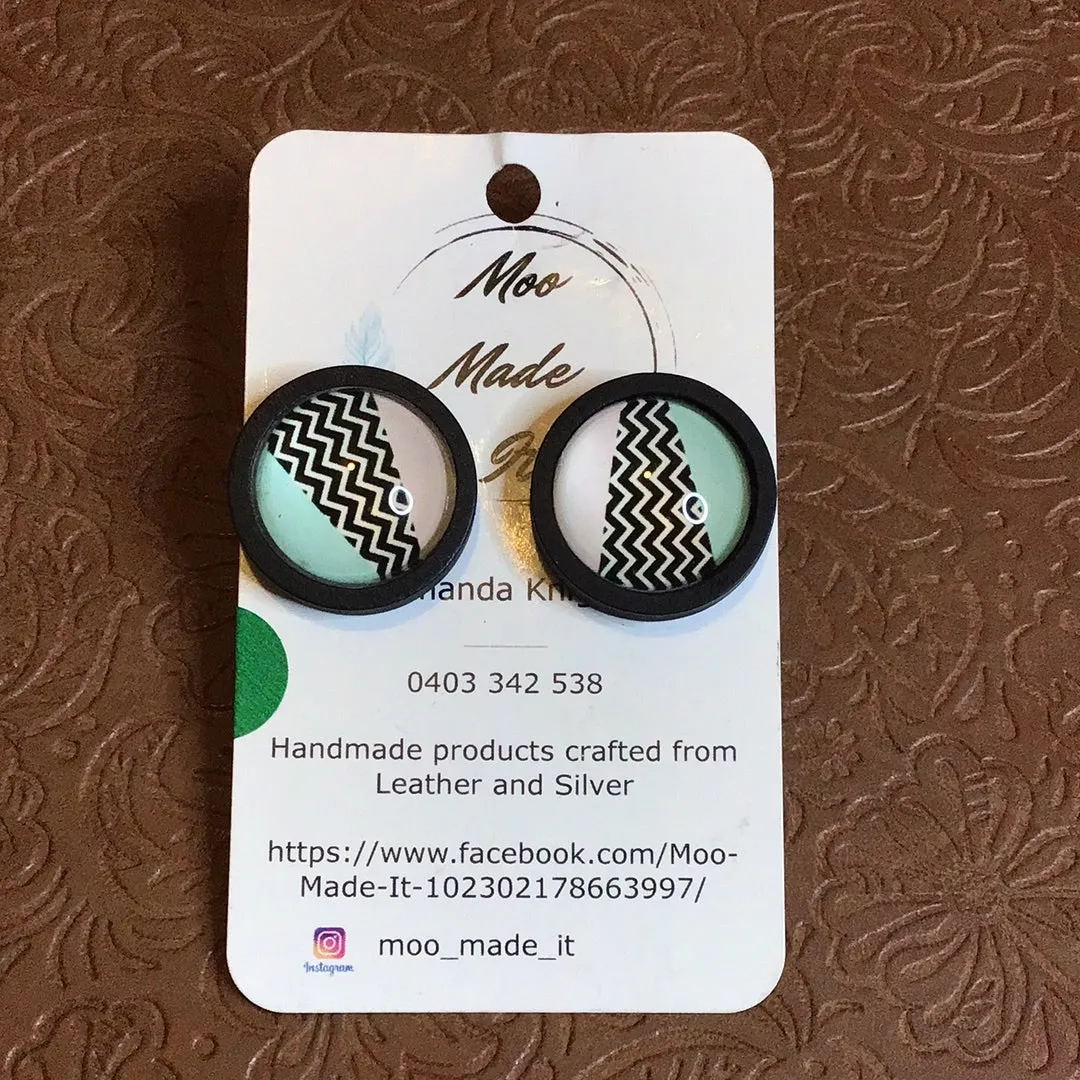 Moo
Made
0403 342 538
Handmade products crafted from
Leather and Silver
https://www.facebook.com/Moo-
Made-It-102302178663997/
Instagram
moo_made_it